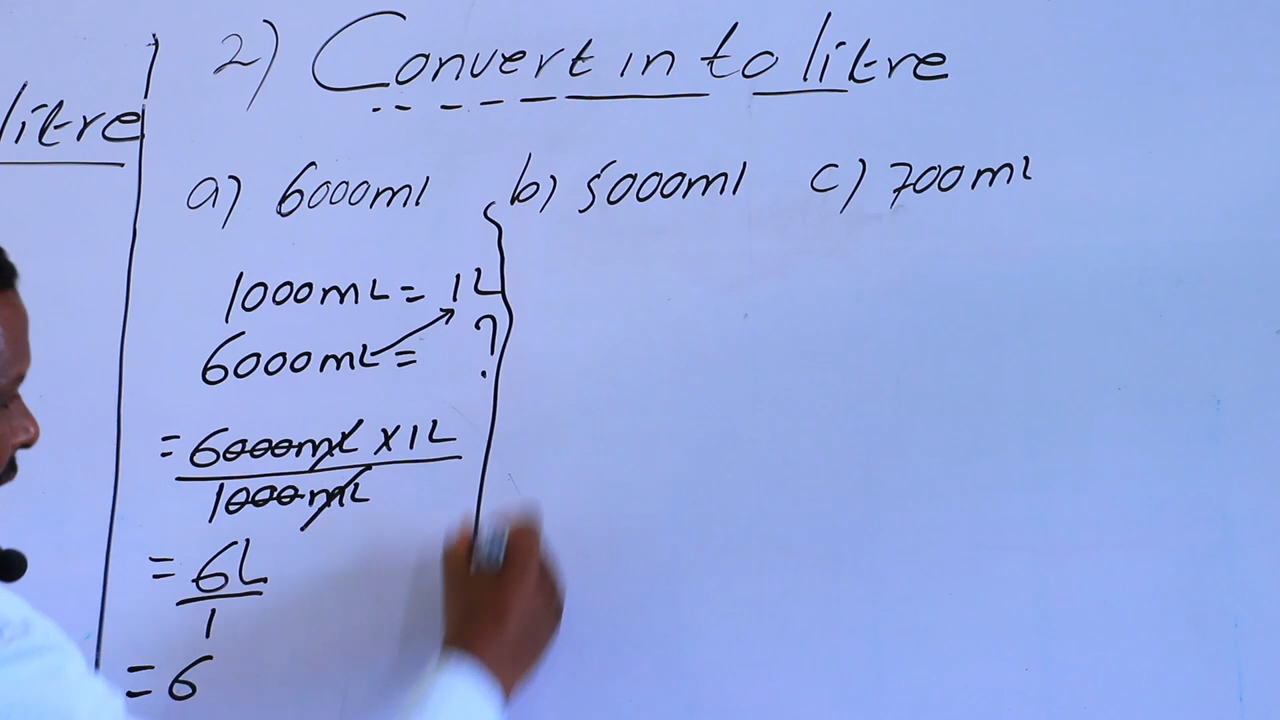 litre
2) Convert in to litre
a) 6000ml b) 5000ml c) 700ml
1000mL = 1L
6000mL = ?
= 6000mL x 1L
1000mL
= 6L
1
= 6